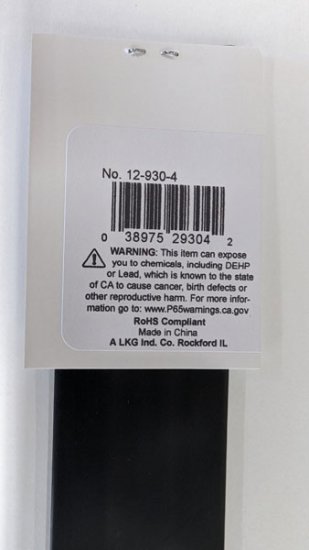 No. 12-930-4
0 38975 29304 2
WARNING: This item can expose
you to chemicals, including DEHP
or Lead, which is known to the state
of CA to cause cancer, birth defects or
other reproductive harm. For more infor-
mation go to: www.P65warnings.ca.gov
RoHS Compliant
Made in China
A LKG Ind. Co. Rockford IL